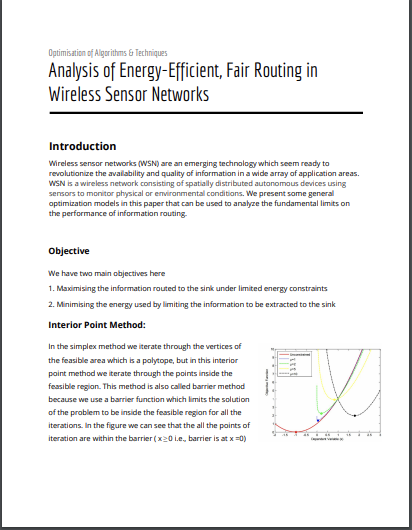 Optimisation of Algorithms & Techniques
Analysis of Energy-Efficient, Fair Routing in
Wireless Sensor Networks
Introduction
Wireless sensor networks (WSN) are an emerging technology which seem ready to
revolutionize the availability and quality of information in a wide array of application areas.
WSN is a wireless network consisting of spatially distributed autonomous devices using
sensors to monitor physical or environmental conditions. We present some general
optimization models in this paper that can be used to analyze the fundamental limits on
the performance of information routing.
Objective
We have two main objectives here
1. Maximising the information routed to the sink under limited energy constraints
2. Minimising the energy used by limiting the information to be extracted to the sink
Interior Point Method:
In the simplex method we iterate through the vertices of
the feasible area which is a polytope, but in this interior
point method we iterate through the points inside the
feasible region. This method is also called barrier method
because we use a barrier function which limits the solution
of the problem to be inside the feasible region for all the
iterations. In the figure we can see that the all the points of
iteration are within the barrier ( x≥0 i.e., barrier is at x =0)
Unconstrained
Dependent Variable (x)